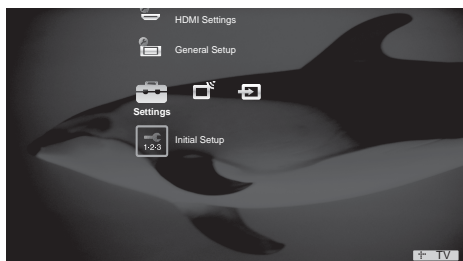 HDMI Settings
General Setup
Settings
1-2-3
Initial Setup
TV